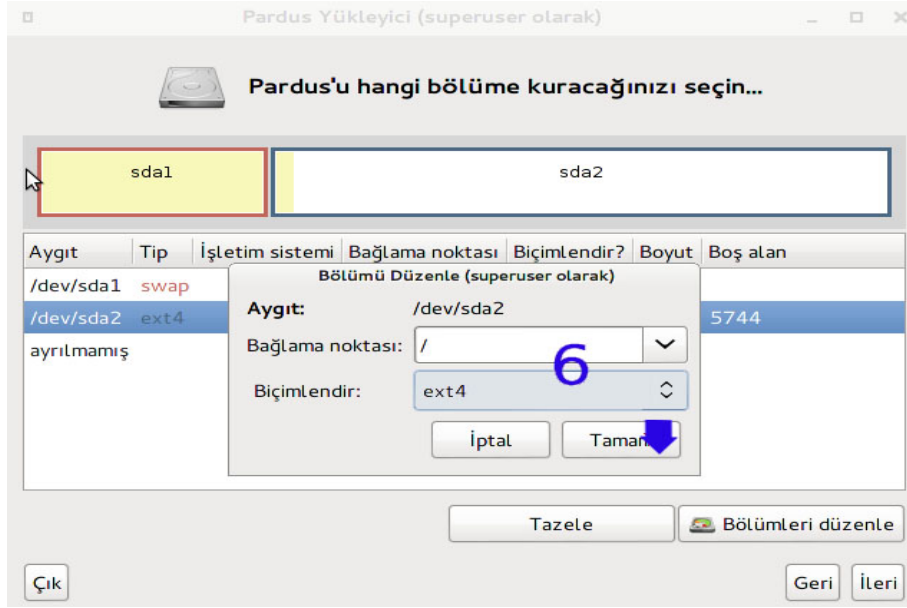 Pardus Yükleyici (superuser olarak)
Pardus'u hangi bölüme kuracağınızı seçin...
sda1 sda2
Aygıt Tip İşletim sistemi Bağlama noktası Biçimlendir? Boyut Boş alan
/dev/sda1 swap
/dev/sda2 ext4 5744
ayrılmamış
Bölümü Düzenle (superuser olarak)
Aygıt: /dev/sda2
Bağlama noktası: /
6
Biçimlendir: ext4
İptal Tamam
Tazele Bölümleri düzenle
Çık Geri İleri